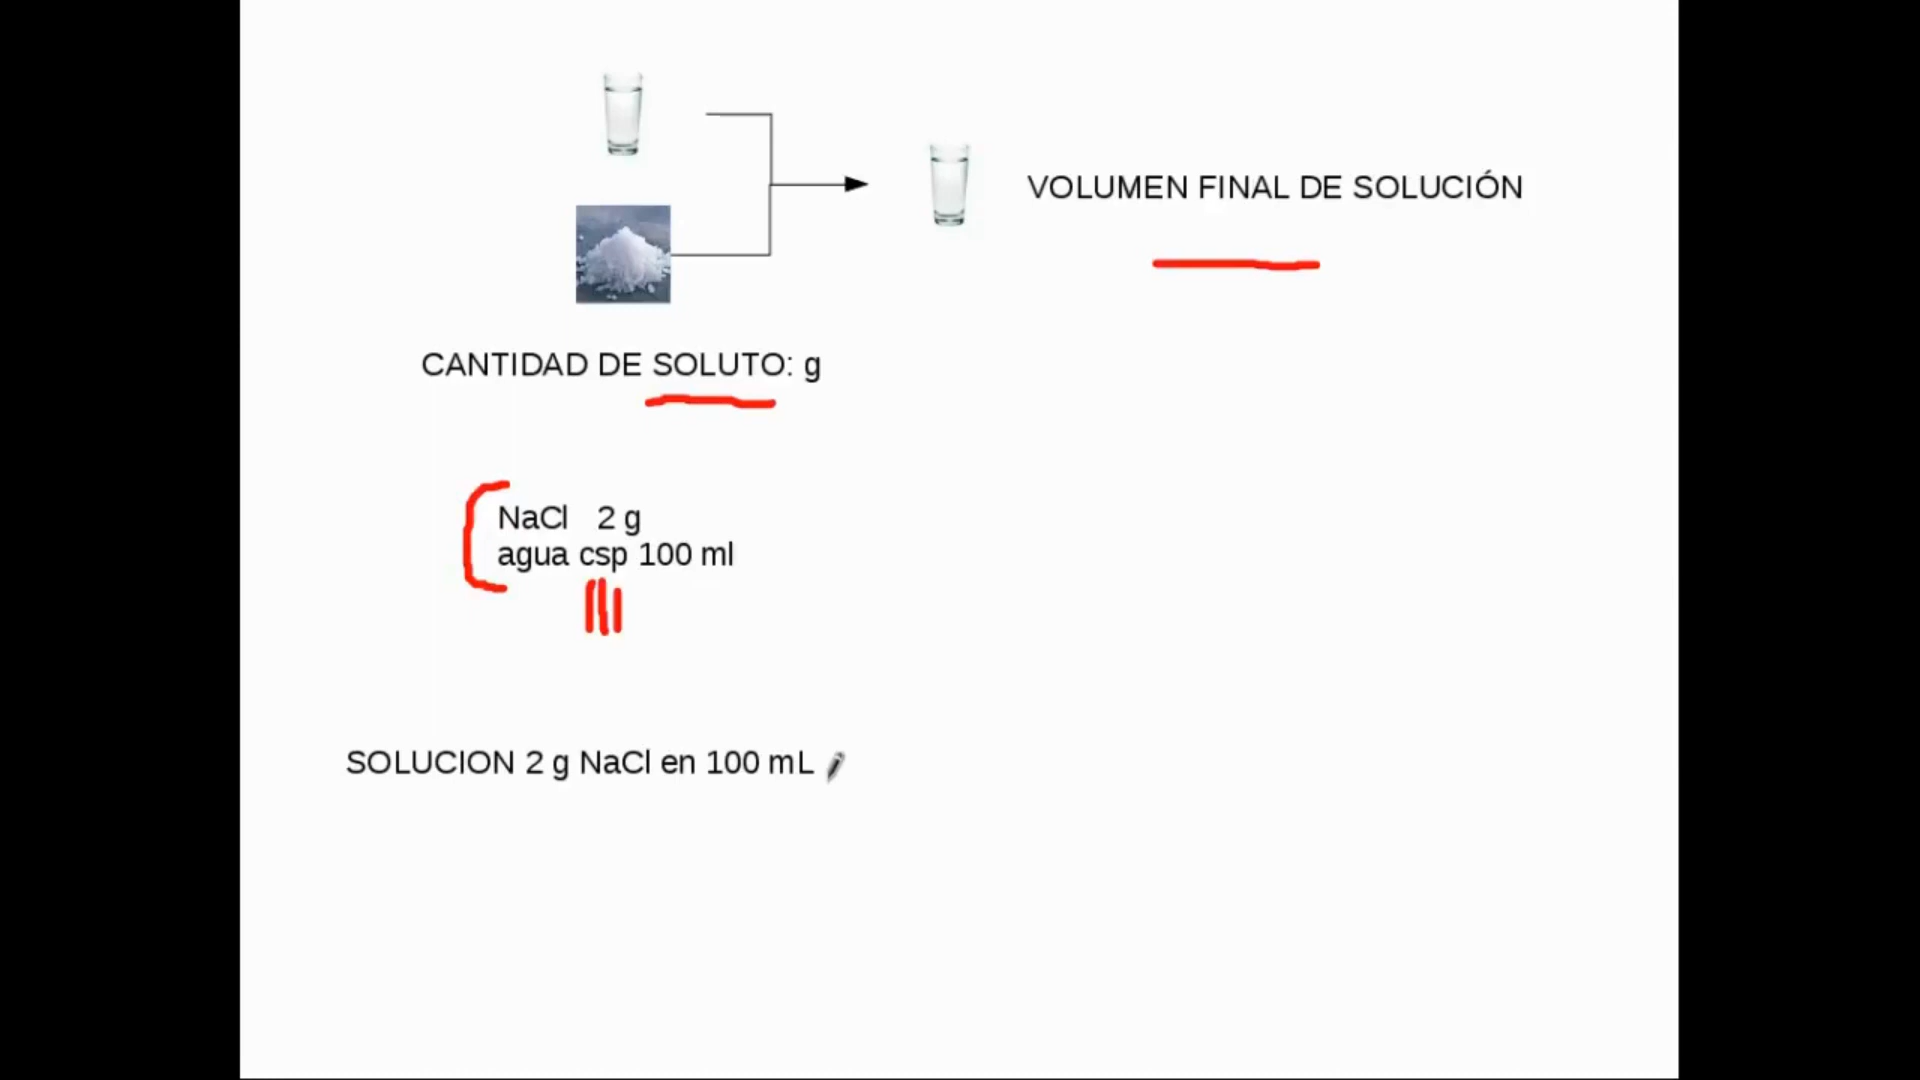 VOLUMEN FINAL DE SOLUCIÓN
CANTIDAD DE SOLUTO: g
NaCl 2 g
agua csp 100 ml
SOLUCION 2 g NaCl en 100 mL